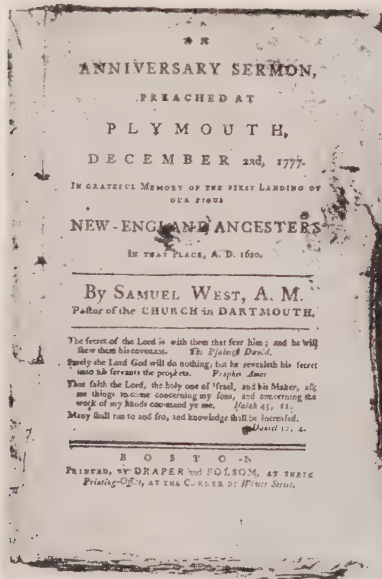 AN
ANNIVERSARY SERMON,
PREACHED AT
PLYMOUTH,
DECEMBER 22d, 1777.
IN GRATEFUL MEMORY OF THE FIRST LANDING OF
OUR PIOUS
NEW-ENGLAND ANCESTERS
IN THAT PLACE, A. D. 1620.
By SAMUEL WEST, A. M.
Pastor of the CHURCH in DARTMOUTH.
The secret of the Lord is with them that fear him; and he will
shew them his covenant. The Psalmist David.
Surely the Lord God will do nothing, but he revealeth his secret
unto his servants the prophets. Prophet Amos
Thus saith the Lord, the holy one of Israel, and his Maker, ask
me things to come concerning my sons, and concerning the
work of my hands command ye me. Isaiah 45, 11.
Many shall run to and fro, and knowledge shall be increased.
Daniel 12, 4.
BOSTON
PRINTED, BY DRAPER and FOLSOM, AT THEIR
Printing-Office, AT THE CORNER OF Winter Street.